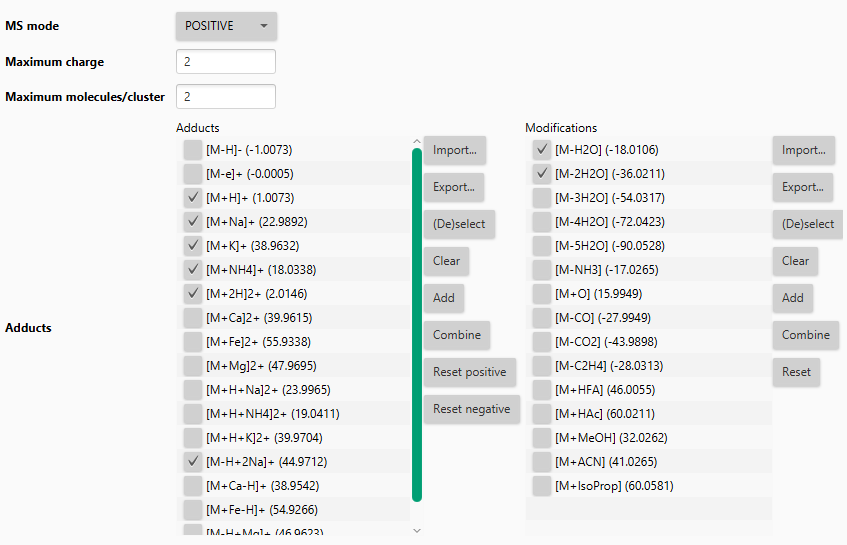 MS mode
POSITIVE
Maximum charge
2
Maximum molecules/cluster
2
Adducts
Adducts
[M-H]- (-1.0073)
[M-e]+ (-0.0005)
[M+H]+ (1.0073)
[M+Na]+ (22.9892)
[M+K]+ (38.9632)
[M+NH4]+ (18.0338)
[M+2H]2+ (2.0146)
[M+Ca]2+ (39.9615)
[M+Fe]2+ (55.9338)
[M+Mg]2+ (47.9695)
[M+H+Na]2+ (23.9965)
[M+H+NH4]2+ (19.0411)
[M+H+K]2+ (39.9704)
[M-H+2Na]+ (44.9712)
[M+Ca-H]+ (38.9542)
[M+Fe-H]+ (54.9266)
[M-H+Mg]+ (46.9623)
Import...
Export...
(De)select
Clear
Add
Combine
Reset positive
Reset negative
Modifications
[M-H2O] (-18.0106)
[M-2H2O] (-36.0211)
[M-3H2O] (-54.0317)
[M-4H2O] (-72.0423)
[M-5H2O] (-90.0528)
[M-NH3] (-17.0265)
[M+O] (15.9949)
[M-CO] (-27.9949)
[M-CO2] (-43.9898)
[M-C2H4] (-28.0313)
[M+HFA] (46.0055)
[M+HAc] (60.0211)
[M+MeOH] (32.0262)
[M+ACN] (41.0265)
[M+IsoProp] (60.0581)
Import...
Export...
(De)select
Clear
Add
Combine
Reset